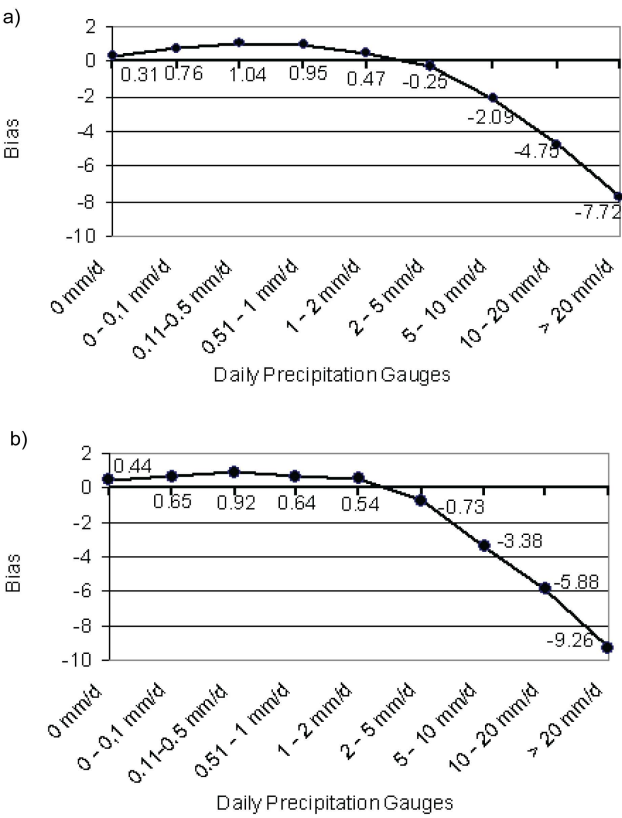 a)
2
0
-2
-4
-6
-8
-10
Bias
0.31 0.76 1.04 0.95 0.47 -0.25
-2.09
-4.75
-7.72
0 mm/d
0 - 0,1 mm/d
0.11-0.5 mm/d
0.51 - 1 mm/d
1 - 2 mm/d
2 - 5 mm/d
5 - 10 mm/d
10 - 20 mm/d
> 20 mm/d
Daily Precipitation Gauges
b)
2
0
-2
-4
-6
-8
-10
Bias
0.44
0.65 0.92 0.64 0.54 -0.73
-3.38
-5.88
-9.26
0 mm/d
0 - 0,1 mm/d
0.11-0.5 mm/d
0.51 - 1 mm/d
1 - 2 mm/d
2 - 5 mm/d
5 - 10 mm/d
10 - 20 mm/d
> 20 mm/d
Daily Precipitation Gauges